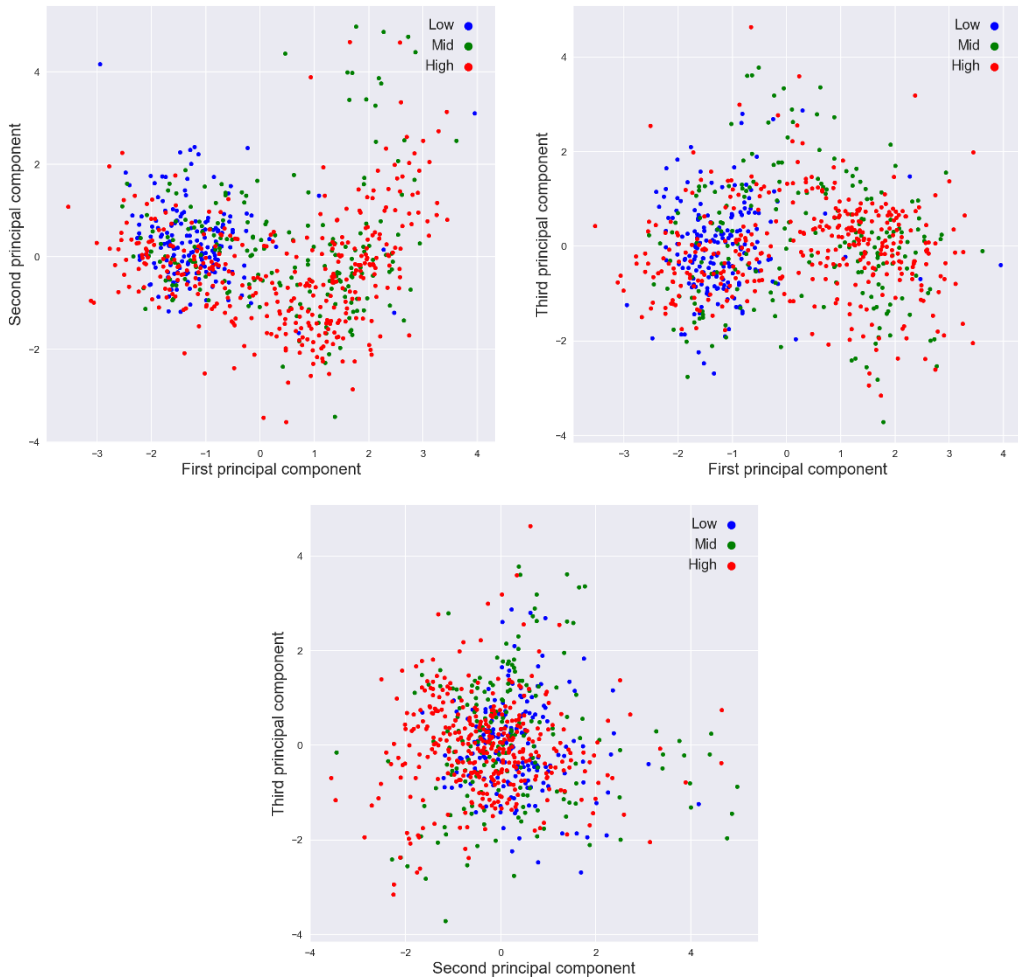 Low
Mid
High
4
2
0
−2
−4
Second principal component
−3
−2
−1
0
1
2
3
4
First principal component
Low
Mid
High
4
2
0
−2
−4
Third principal component
−3
−2
−1
0
1
2
3
4
First principal component
Low
Mid
High
4
2
0
−2
−4
Third principal component
−4
−2
0
2
4
Second principal component